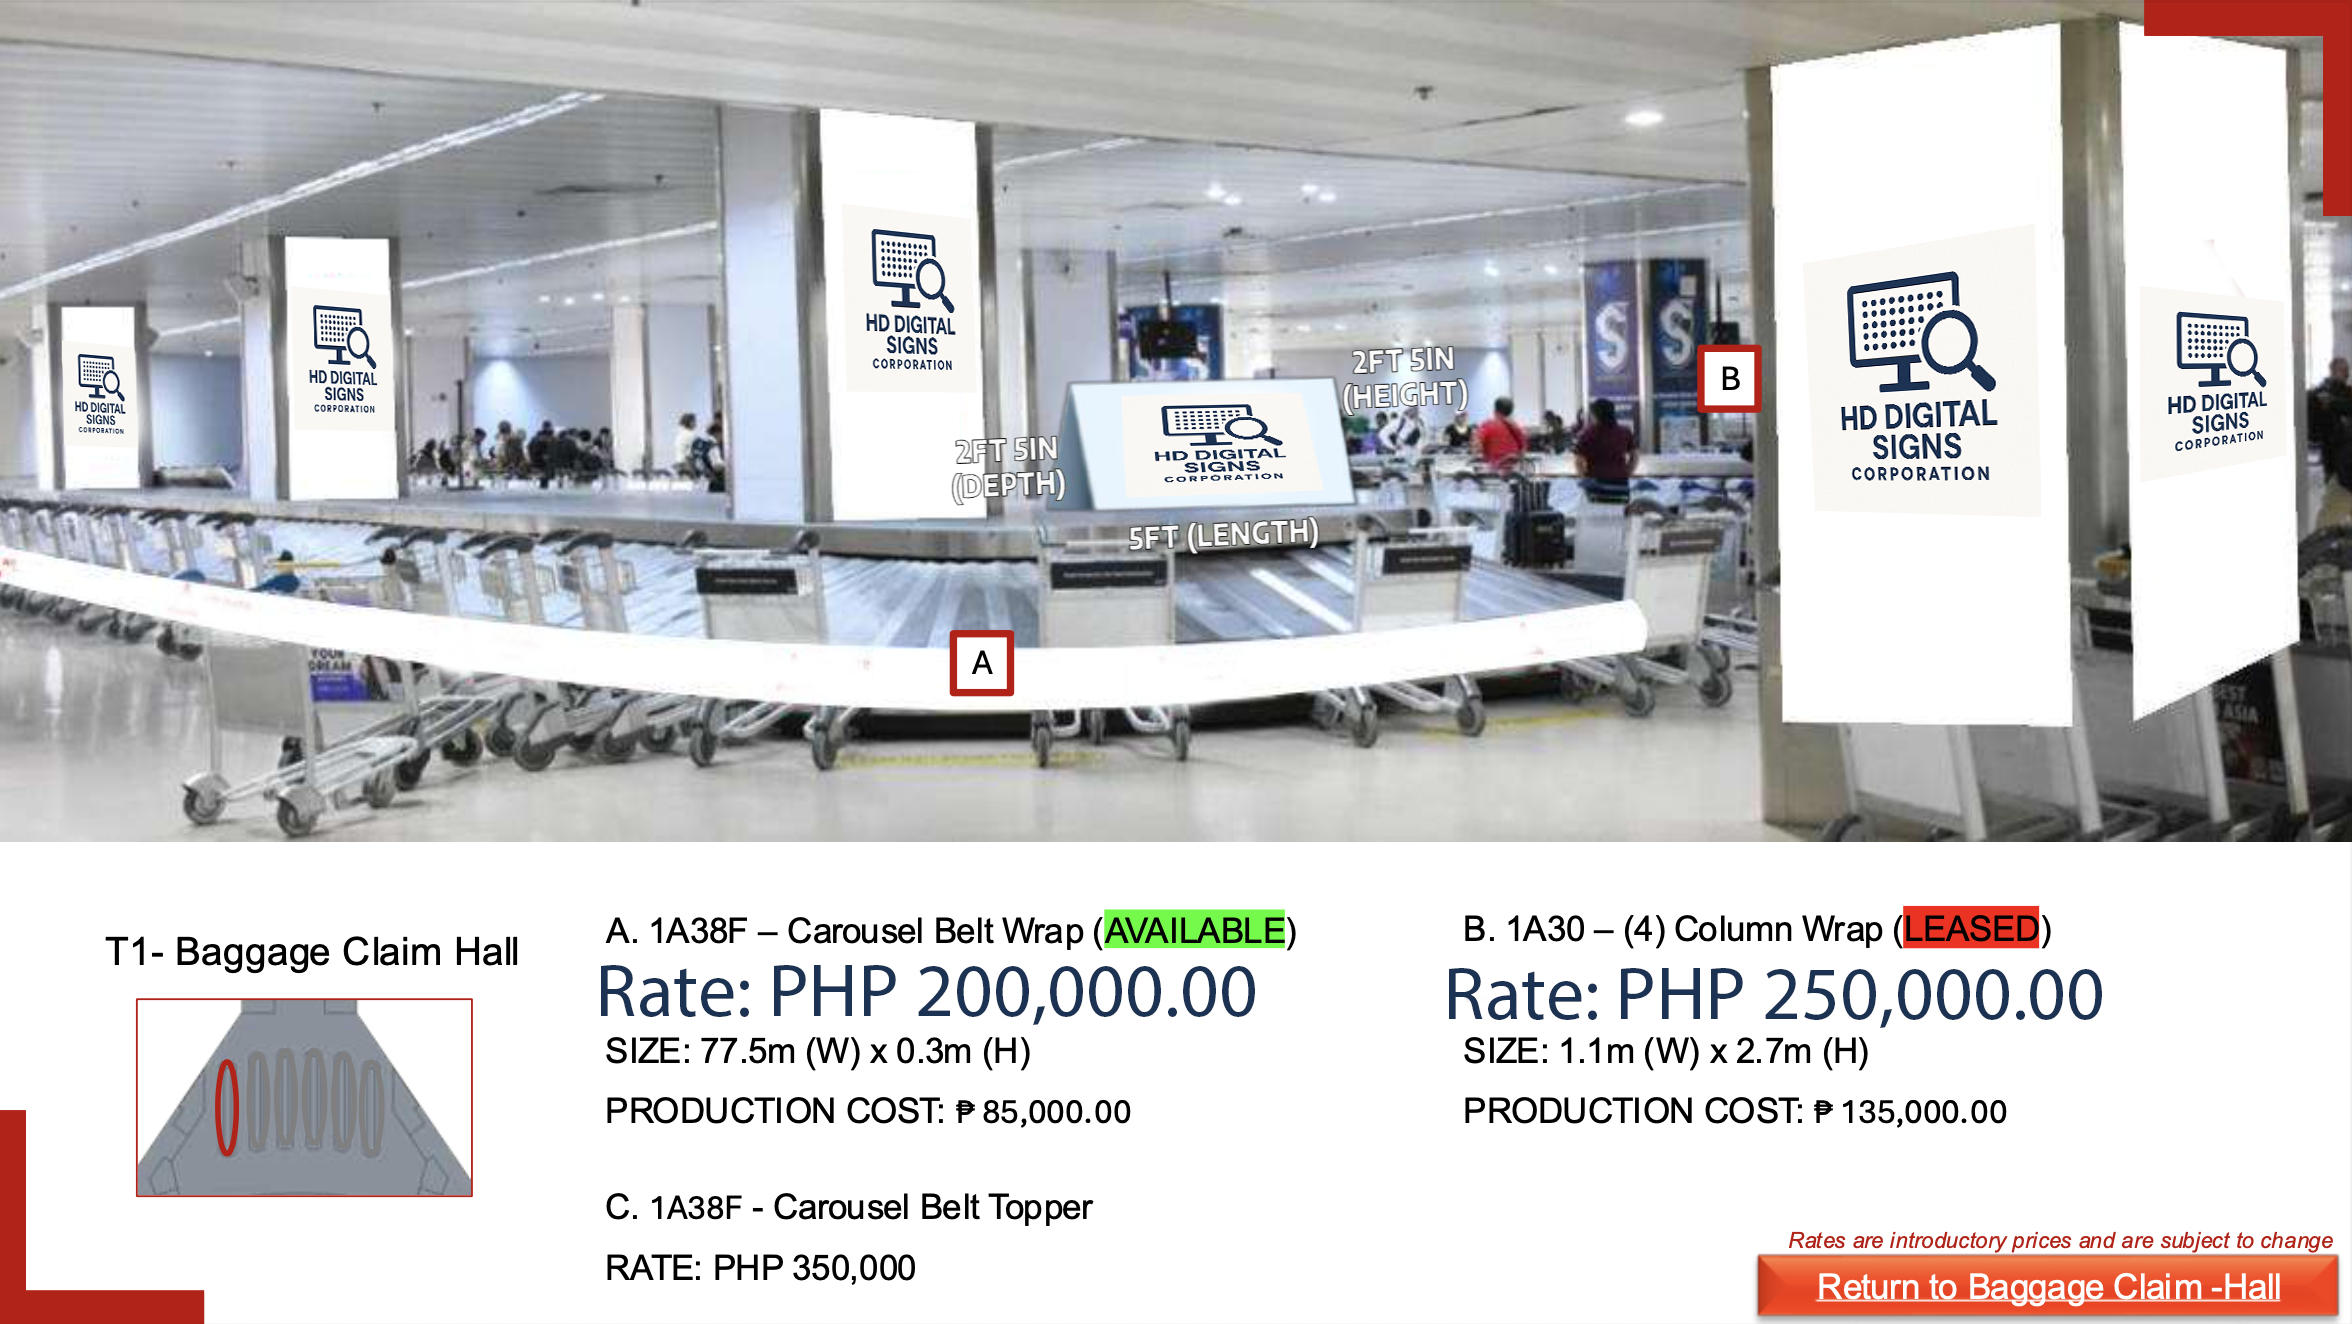 HD DIGITAL
SIGNS
CORPORATION
HD DIGITAL
SIGNS
CORPORATION
HD DIGITAL
SIGNS
CORPORATION
2FT 5IN
(HEIGHT)
2FT 5IN
(DEPTH)
HD DIGITAL
SIGNS
CORPORATION
5FT (LENGTH)
S
S
B
HD DIGITAL
SIGNS
CORPORATION
HD DIGITAL
SIGNS
CORPORATION
A
YOUR
DREAM
BEST
ASIA
T1- Baggage Claim Hall
A. 1A38F – Carousel Belt Wrap (AVAILABLE)
Rate: PHP 200,000.00
SIZE: 77.5m (W) x 0.3m (H)
PRODUCTION COST: ₱ 85,000.00
C. 1A38F - Carousel Belt Topper
RATE: PHP 350,000
B. 1A30 – (4) Column Wrap (LEASED)
Rate: PHP 250,000.00
SIZE: 1.1m (W) x 2.7m (H)
PRODUCTION COST: ₱ 135,000.00
Rates are introductory prices and are subject to change
Return to Baggage Claim -Hall